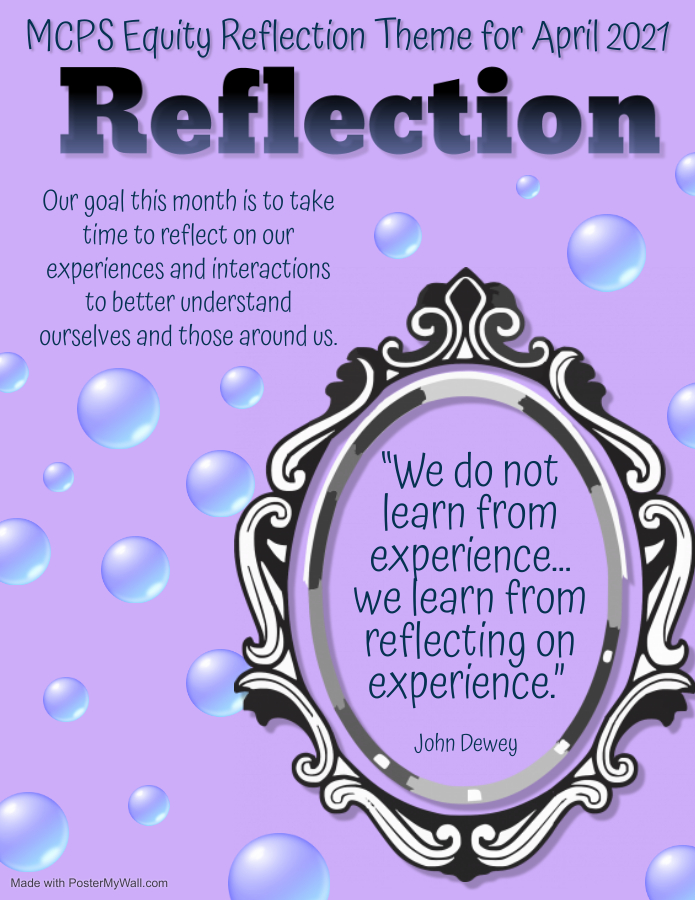 MCPS Equity Reflection Theme for April 2021
Reflection
Our goal this month is to take
time to reflect on our
experiences and interactions
to better understand
ourselves and those around us.
"We do not
learn from
experience...
we learn from
reflecting on
experience."
John Dewey
Made with PosterMyWall.com